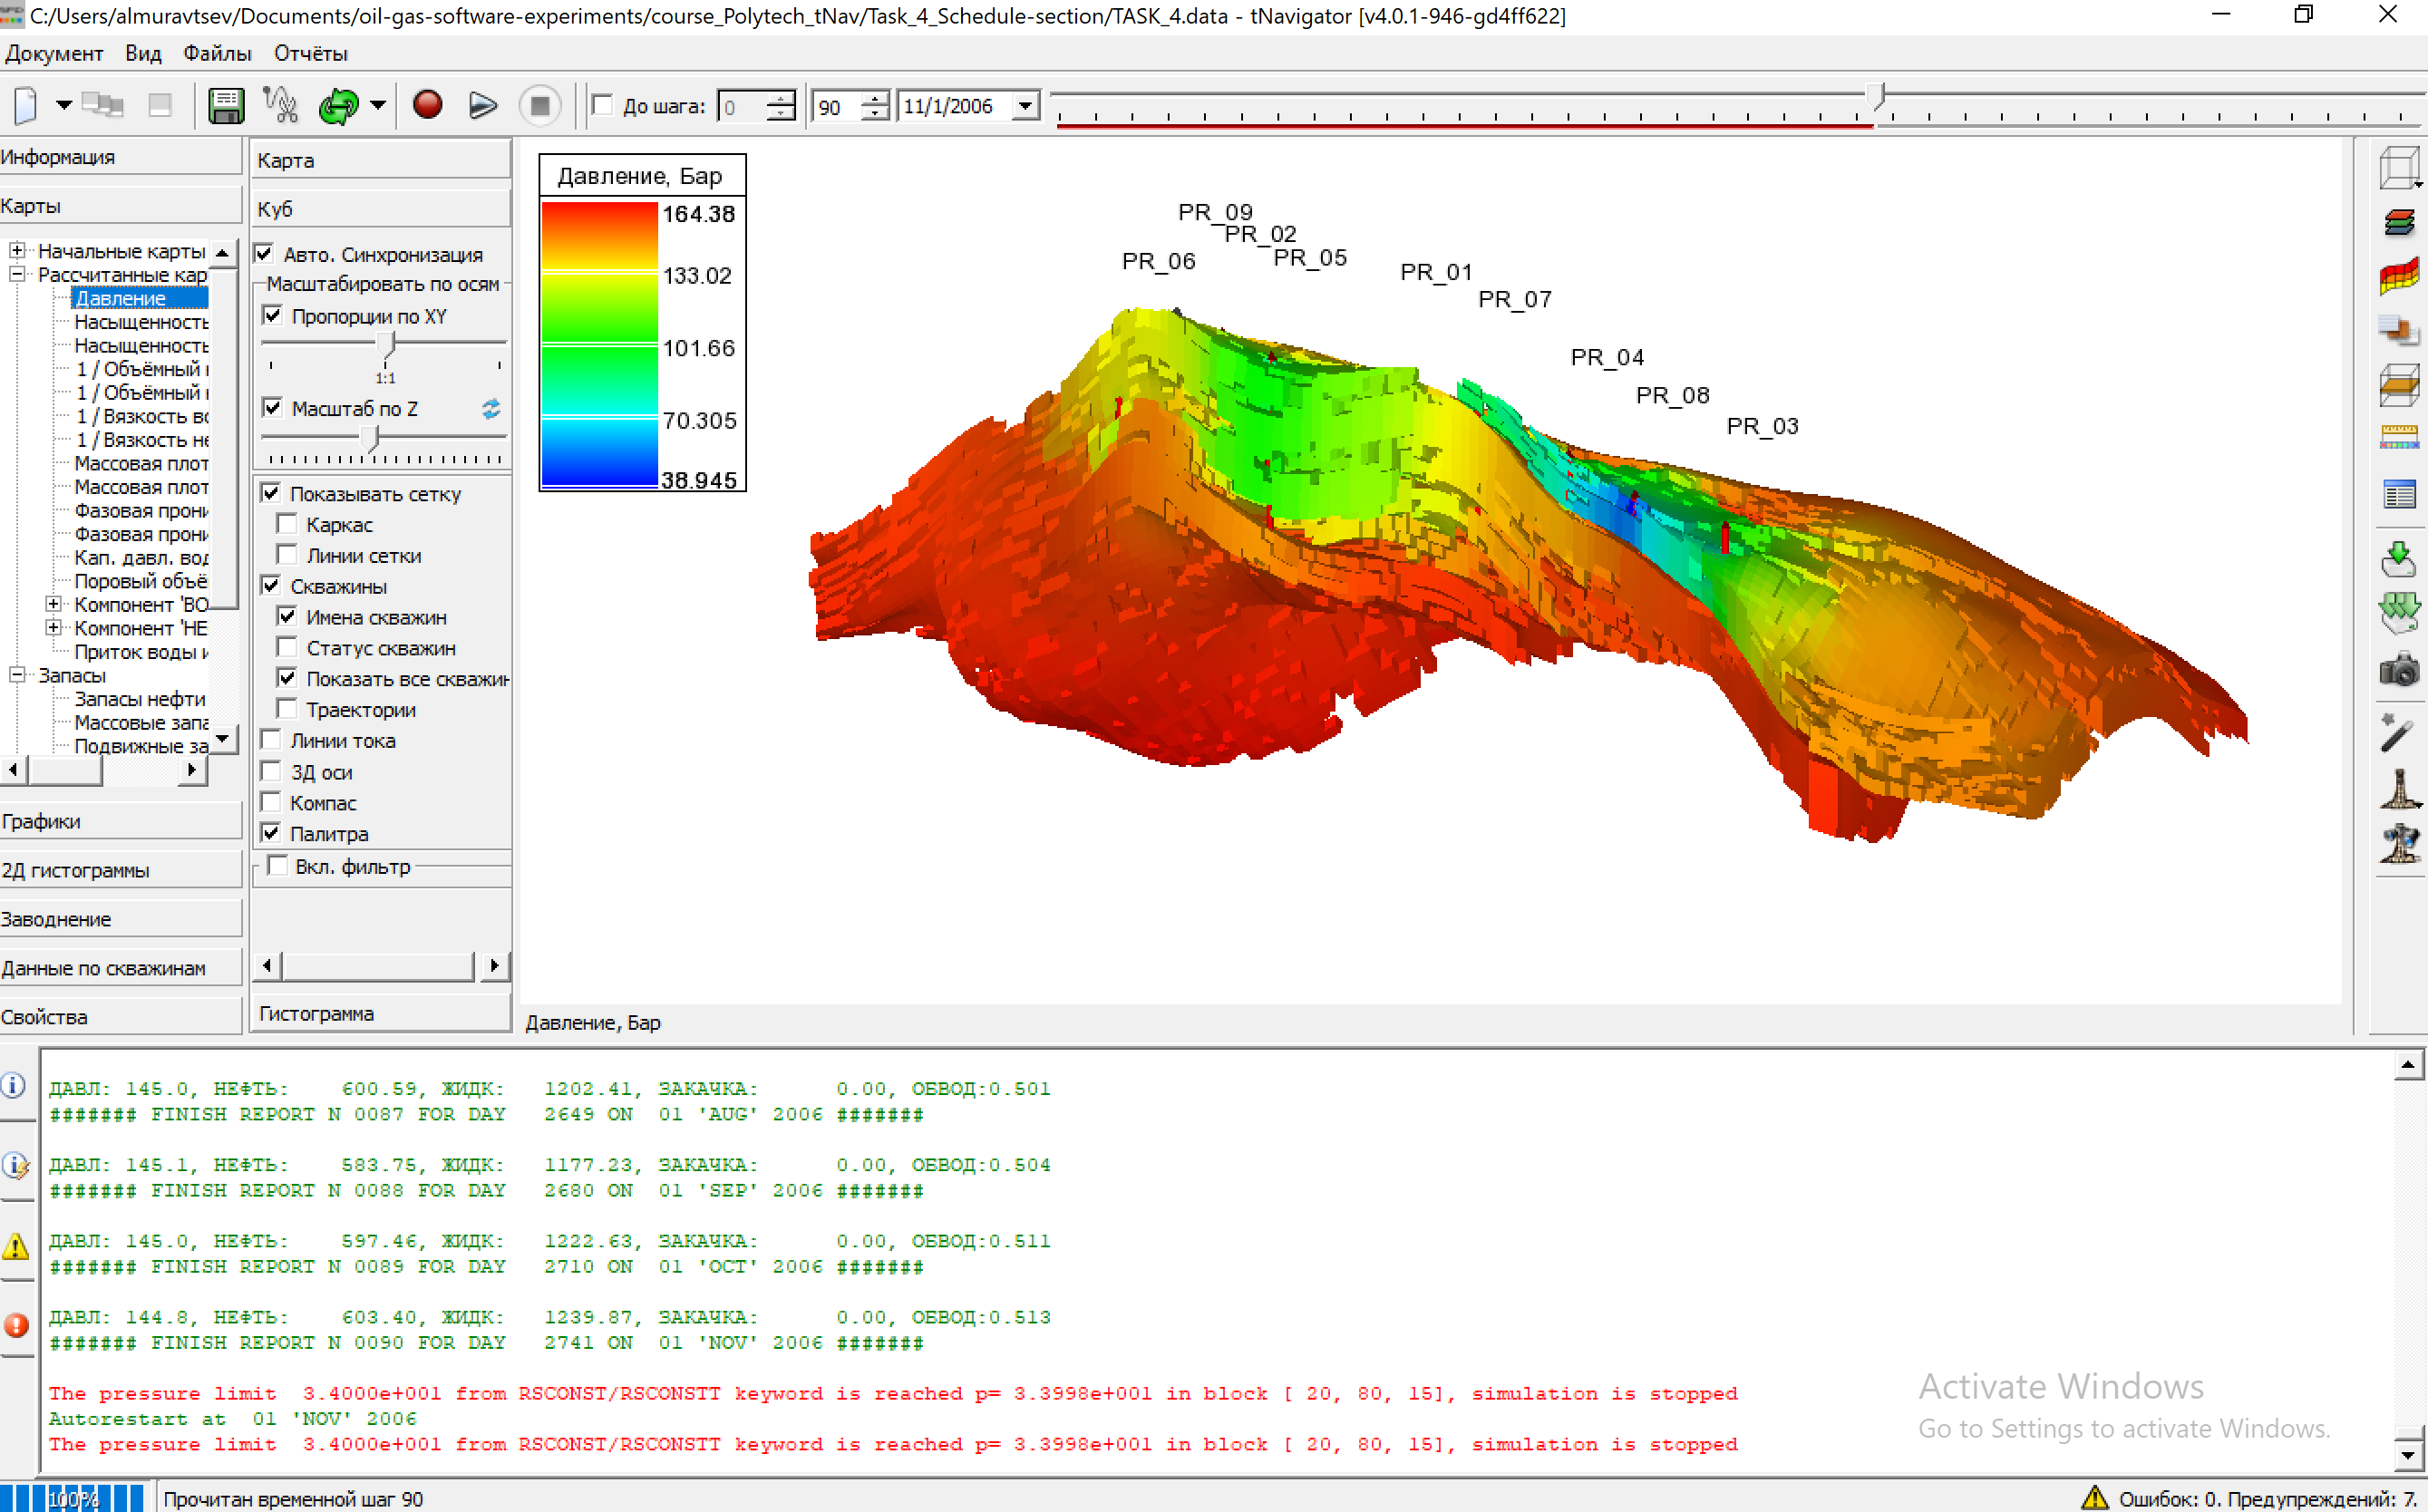 C:/Users/almuravtsev/Documents/oil-gas-software-experiments/course_Polytech_tNav/Task_4_Schedule-section/TASK_4.data - tNavigator [v4.0.1-946-gd4ff622]
Документ Вид Файлы Отчёты
До шага: 0 90 11/1/2006
Информация
Карты
Начальные карты
Рассчитанные кар
Давление
Насыщенность
Насыщенность
1 / Объёмный
1 / Объёмный
1 / Вязкость во
1 / Вязкость не
Массовая плот
Массовая плот
Фазовая прон
Фазовая прон
Кап. давл. вод
Поровый объё
Компонент 'ВО
Компонент 'НЕ
Приток воды и
Запасы
Запасы нефти
Массовые запа
Подвижные за
Графики
2Д гистограммы
Заводнение
Данные по скважинам
Свойства
Карта
Куб
Авто. Синхронизация
Масштабировать по осям
Пропорции по XY
1:1
Масштаб по Z
Показывать сетку
Каркас
Линии сетки
Скважины
Имена скважин
Статус скважин
Показать все скважин
Траектории
Линии тока
3Д оси
Компас
Палитра
Вкл. фильтр
Гистограмма
Давление, Бар
164.38
133.02
101.66
70.305
38.945
PR_09
PR_02
PR_06
PR_05
PR_01
PR_07
PR_04
PR_08
PR_03
Давление, Бар
ДАВЛ: 145.0, НЕФТЬ: 600.59, ЖИДК: 1202.41, ЗАКАЧКА: 0.00, ОБВОД:0.501
####### FINISH REPORT N 0087 FOR DAY 2649 ON 01 'AUG' 2006 #######
ДАВЛ: 145.1, НЕФТЬ: 583.75, ЖИДК: 1177.23, ЗАКАЧКА: 0.00, ОБВОД:0.504
####### FINISH REPORT N 0088 FOR DAY 2680 ON 01 'SEP' 2006 #######
ДАВЛ: 145.0, НЕФТЬ: 597.46, ЖИДК: 1222.63, ЗАКАЧКА: 0.00, ОБВОД:0.511
####### FINISH REPORT N 0089 FOR DAY 2710 ON 01 'OCT' 2006 #######
ДАВЛ: 144.8, НЕФТЬ: 603.40, ЖИДК: 1239.87, ЗАКАЧКА: 0.00, ОБВОД:0.513
####### FINISH REPORT N 0090 FOR DAY 2741 ON 01 'NOV' 2006 #######
The pressure limit 3.4000e+001 from RSCONST/RSCONSTT keyword is reached p= 3.3998e+001 in block [ 20, 80, 15], simulation is stopped
Autorestart at 01 'NOV' 2006
The pressure limit 3.4000e+001 from RSCONST/RSCONSTT keyword is reached p= 3.3998e+001 in block [ 20, 80, 15], simulation is stopped
Activate Windows
Go to Settings to activate Windows.
100% Прочитан временной шаг 90
Ошибок: 0. Предупреждений: 7.